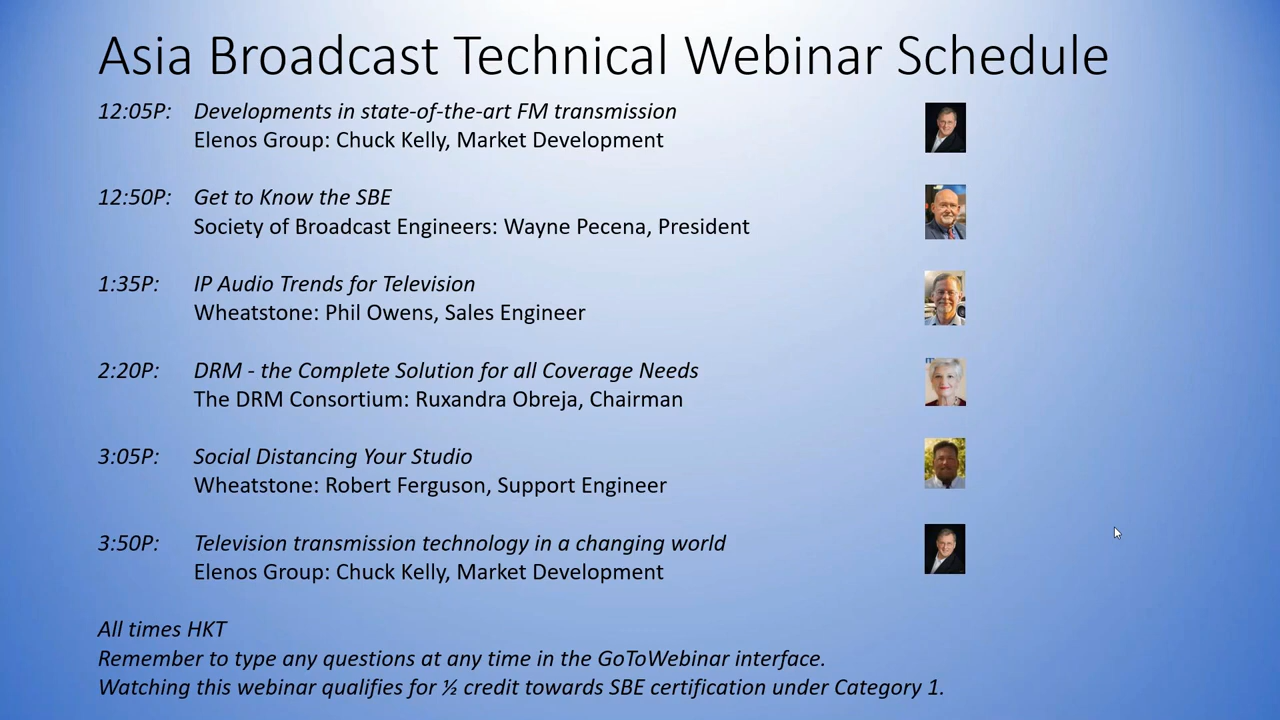 Asia Broadcast Technical Webinar Schedule
12:05P: Developments in state-of-the-art FM transmission
Elenos Group: Chuck Kelly, Market Development
12:50P: Get to Know the SBE
Society of Broadcast Engineers: Wayne Pecena, President
1:35P: IP Audio Trends for Television
Wheatstone: Phil Owens, Sales Engineer
2:20P: DRM - the Complete Solution for all Coverage Needs
The DRM Consortium: Ruxandra Obreja, Chairman
3:05P: Social Distancing Your Studio
Wheatstone: Robert Ferguson, Support Engineer
3:50P: Television transmission technology in a changing world
Elenos Group: Chuck Kelly, Market Development
All times HKT
Remember to type any questions at any time in the GoToWebinar interface.
Watching this webinar qualifies for ½ credit towards SBE certification under Category 1.